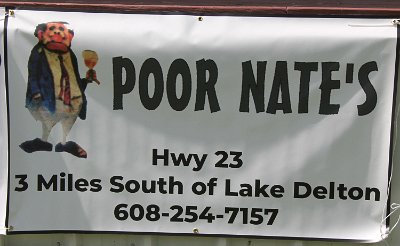 POOR NATE'S
Hwy 23
3 Miles South of Lake Delton
608-254-7157